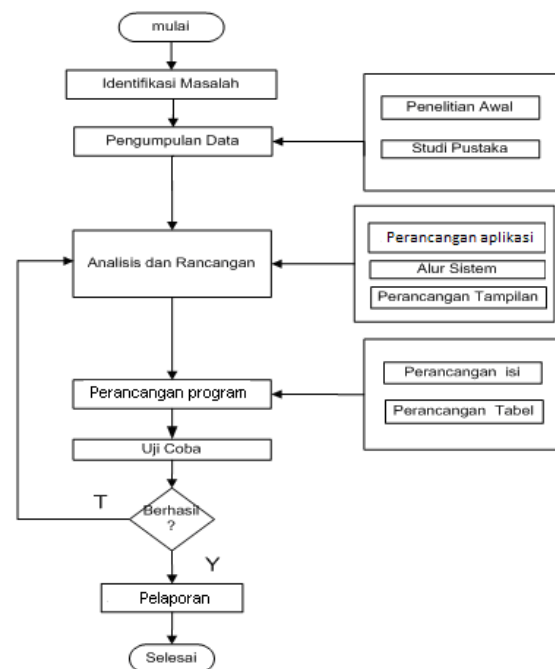 mulai
Identifikasi Masalah
Pengumpulan Data
Penelitian Awal
Studi Pustaka
Analisis dan Rancangan
Perancangan aplikasi
Alur Sistem
Perancangan Tampilan
Perancangan program
Perancangan isi
Perancangan Tabel
Uji Coba
Berhasil
?
T
Y
Pelaporan
Selesai